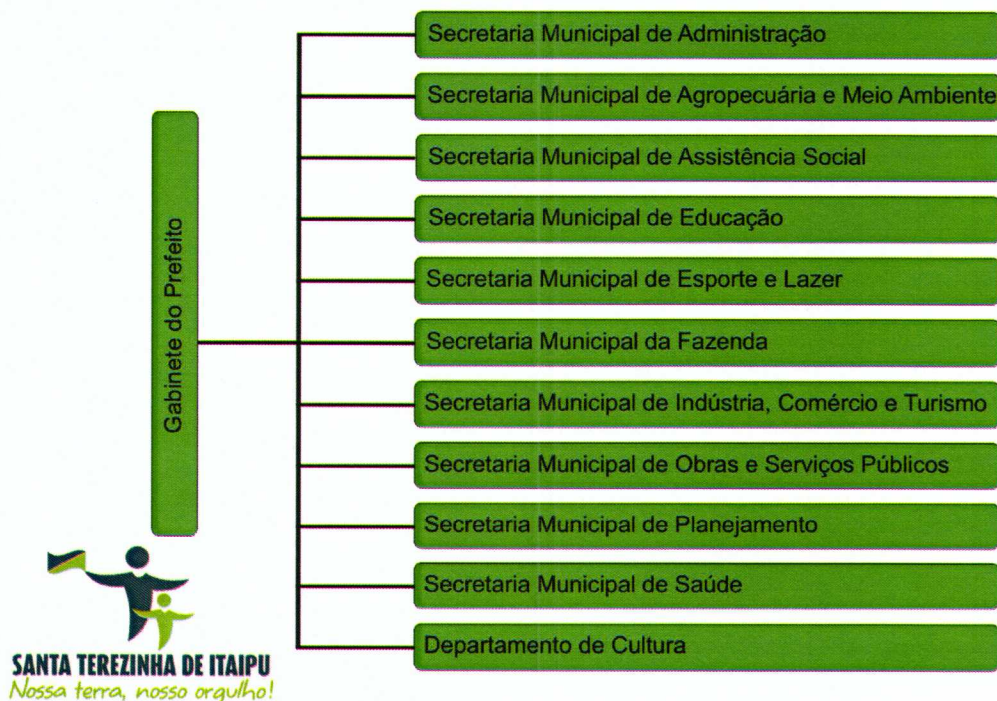 Gabinete do Prefeito
Secretaria Municipal de Administração
Secretaria Municipal de Agropecuária e Meio Ambiente
Secretaria Municipal de Assistência Social
Secretaria Municipal de Educação
Secretaria Municipal de Esporte e Lazer
Secretaria Municipal da Fazenda
Secretaria Municipal de Indústria, Comércio e Turismo
Secretaria Municipal de Obras e Serviços Públicos
Secretaria Municipal de Planejamento
Secretaria Municipal de Saúde
Departamento de Cultura
SANTA TEREZINHA DE ITAIPU
Nossa terra, nosso orgulho!